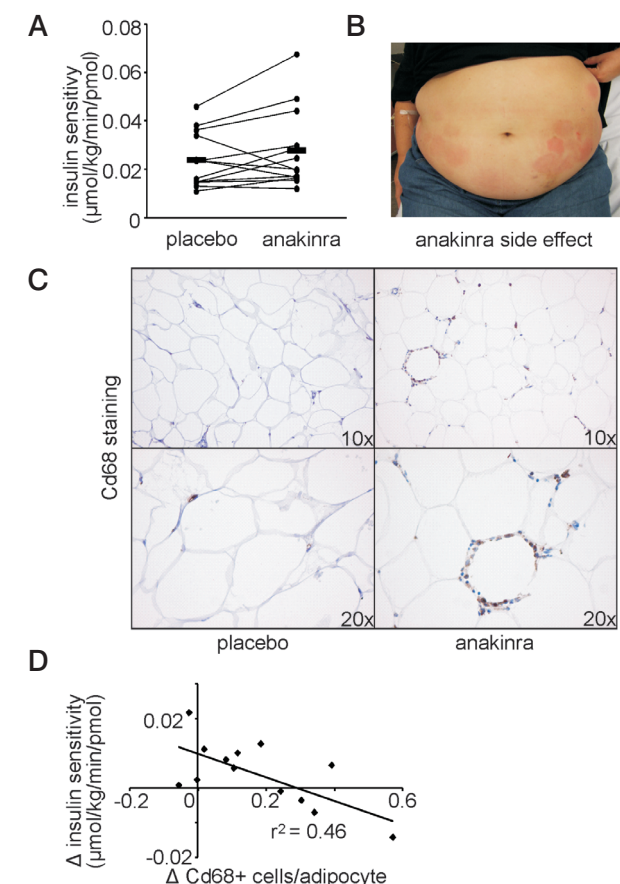 A
0.08
0.06
0.04
0.02
0
insulin sensitivy
(µmol/kg/min/pmol)
placebo
anakinra
B
anakinra side effect
C
Cd68 staining
10x
10x
20x
20x
placebo
anakinra
D
Δ insulin sensitivity
(µmol/kg/min/pmol)
0.02
-0.2
0
0.2
0.6
r² = 0.46
-0.02
Δ Cd68+ cells/adipocyte